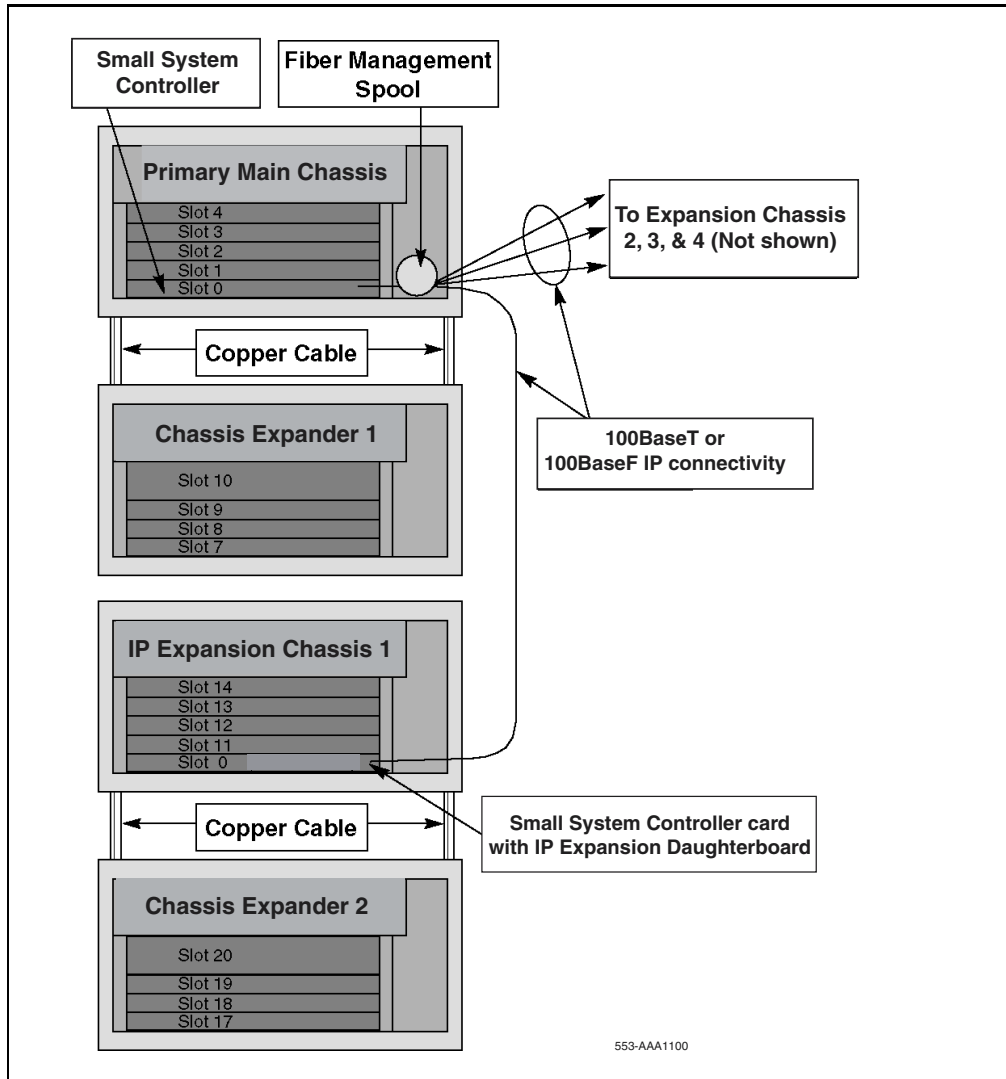 Small System
Controller
Fiber Management
Spool
Primary Main Chassis
Slot 4
Slot 3
Slot 2
Slot 1
Slot 0
To Expansion Chassis
2, 3, & 4 (Not shown)
Copper Cable
Chassis Expander 1
Slot 10
Slot 9
Slot 8
Slot 7
100BaseT or
100BaseF IP connectivity
IP Expansion Chassis 1
Slot 14
Slot 13
Slot 12
Slot 11
Slot 0
Copper Cable
Small System Controller card
with IP Expansion Daughterboard
Chassis Expander 2
Slot 20
Slot 19
Slot 18
Slot 17
553-AAA1100